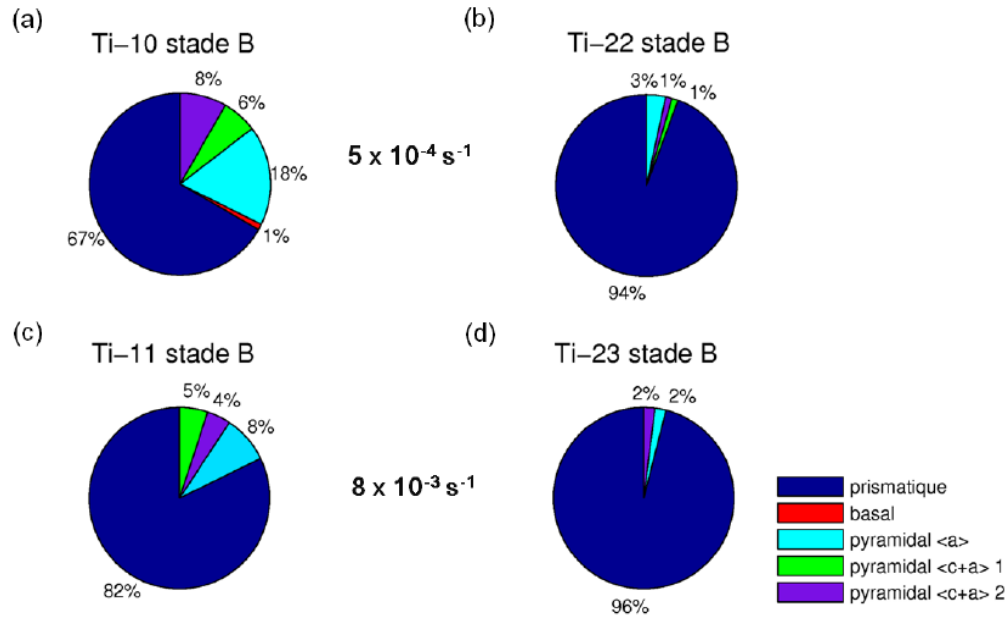 (a)
Ti–10 stade B
8%
6%
18%
1%
67%
5 x 10⁻⁴ s⁻¹
(b)
Ti–22 stade B
3%
1%
1%
94%
(c)
Ti–11 stade B
5%
4%
8%
82%
8 x 10⁻³ s⁻¹
(d)
Ti–23 stade B
2%
2%
96%
prismatique
basal
pyramidal <a>
pyramidal <c+a> 1
pyramidal <c+a> 2